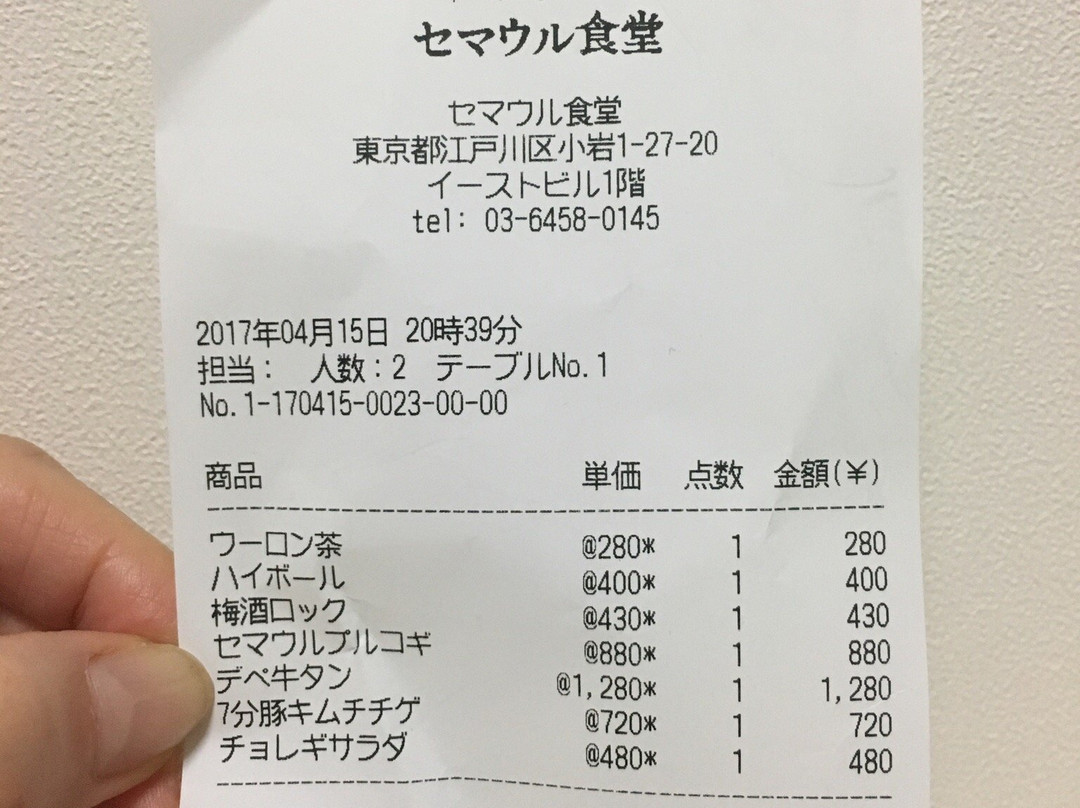 セマウル食堂
セマウル食堂
東京都江戸川区小岩1-27-20
イーストビル1階
tel: 03-6458-0145
2017年04月15日 20時39分
担当: 人数:2 テーブルNo.1
No.1-170415-0023-00-00
商品 単価 点数 金額(¥)
ウーロン茶 @280* 1 280
ハイボール @400* 1 400
梅酒ロック @430* 1 430
セマウルプルコギ @880* 1 880
デペ牛タン @1,280* 1 1,280
7分豚キムチチゲ @720* 1 720
チョレギサラダ @480* 1 480